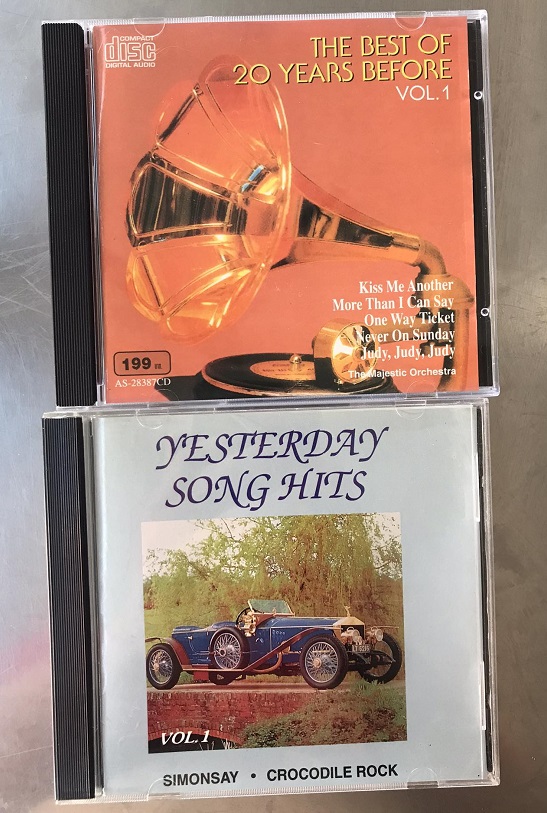 COMPACT
disc
DIGITAL AUDIO
THE BEST OF
20 YEARS BEFORE
VOL.1
Kiss Me Another
More Than I Can Say
One Way Ticket
Never On Sunday
Judy, Judy, Judy
The Majestic Orchestra
199
AS-28387CD
YESTERDAY
SONG HITS
VOL.1
SIMONSAY • CROCODILE ROCK